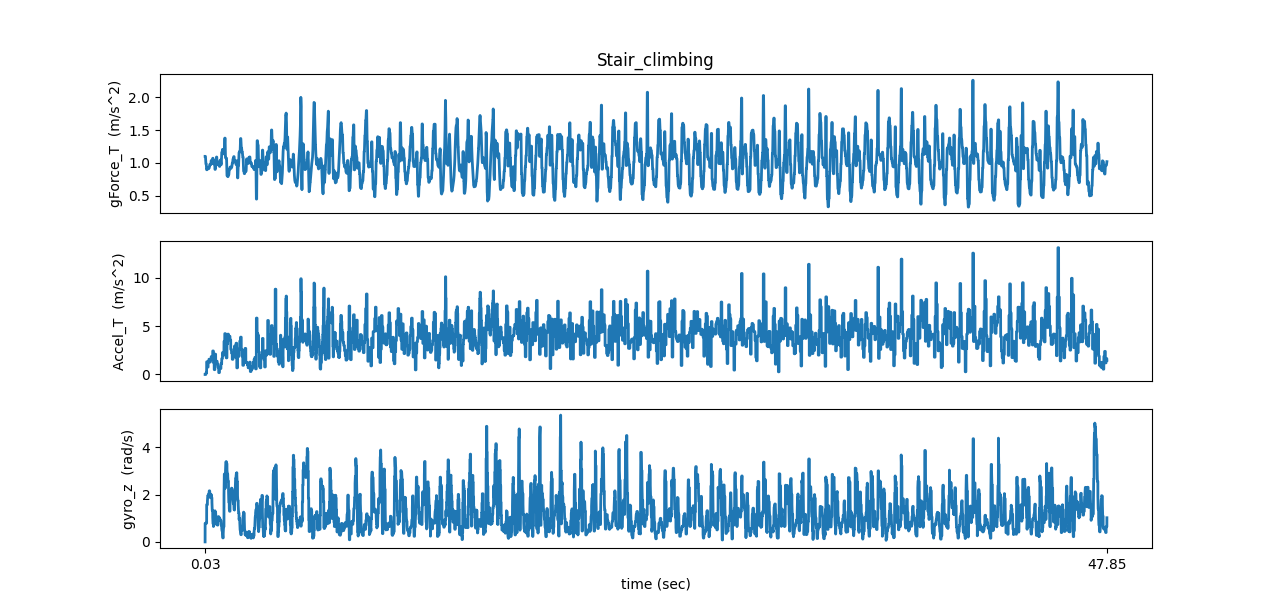 Stair_climbing
gForce_T (m/s^2)
2.0
1.5
1.0
0.5
Accel_T (m/s^2)
10
5
0
gyro_z (rad/s)
4
2
0
0.03
47.85
time (sec)